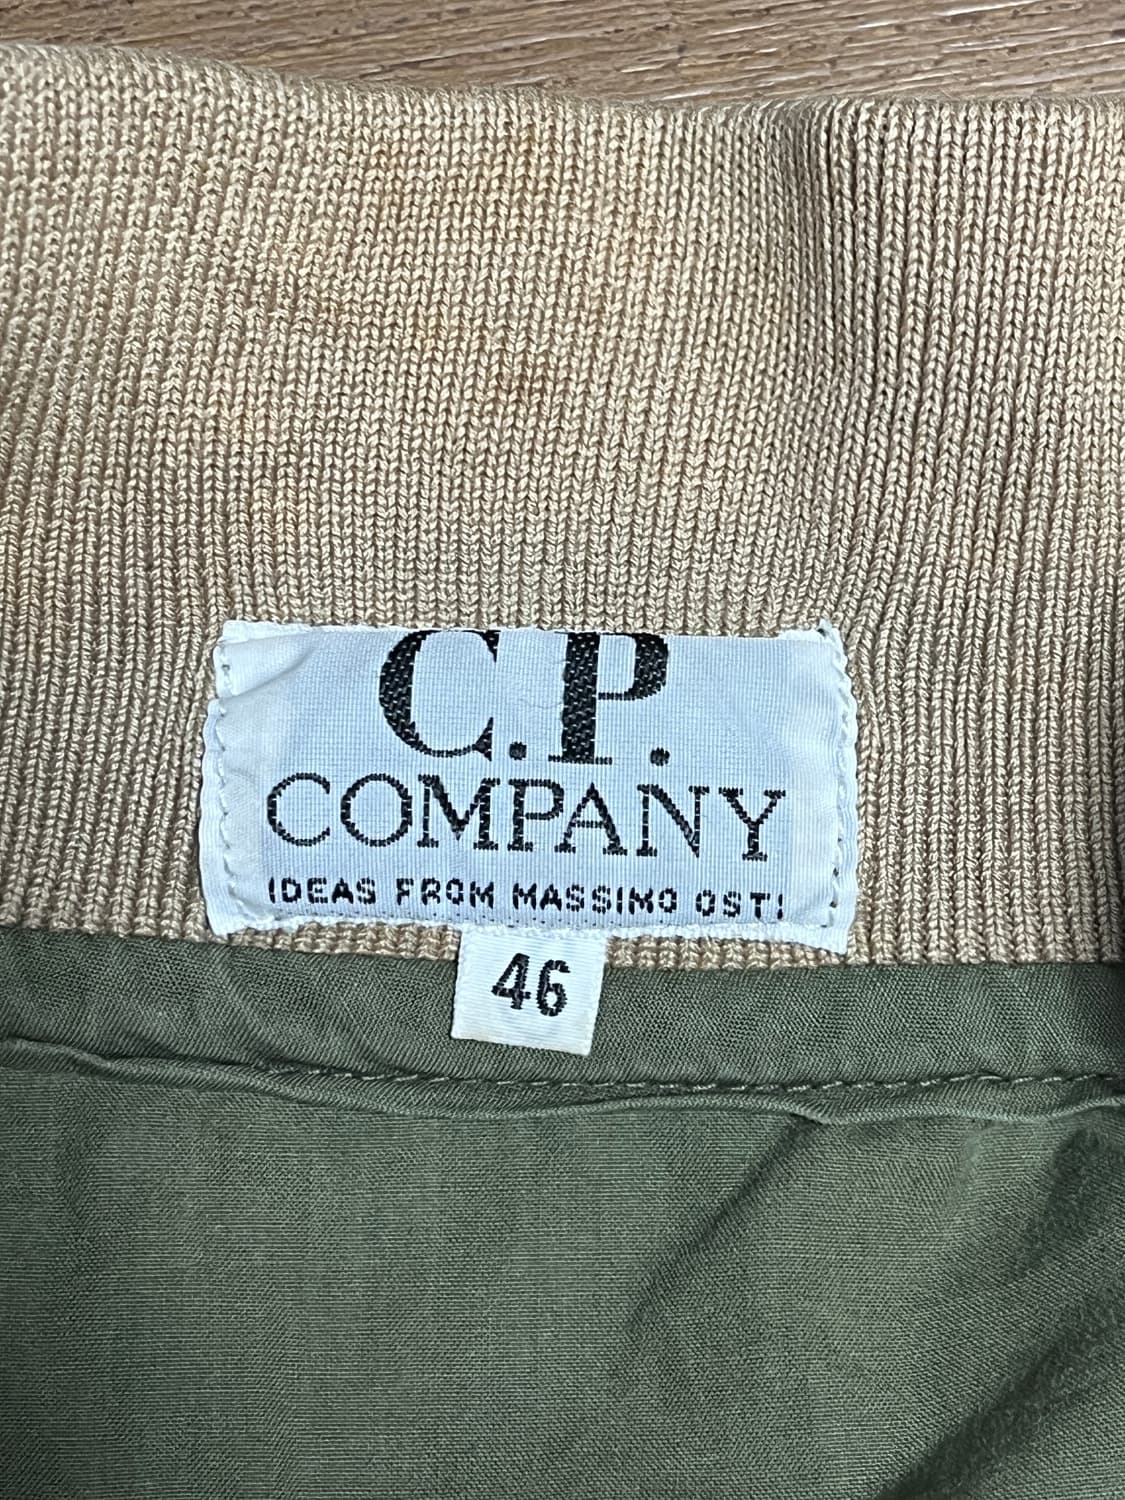 C.P.
COMPANY
IDEAS FROM MASSIMO OSTI
46